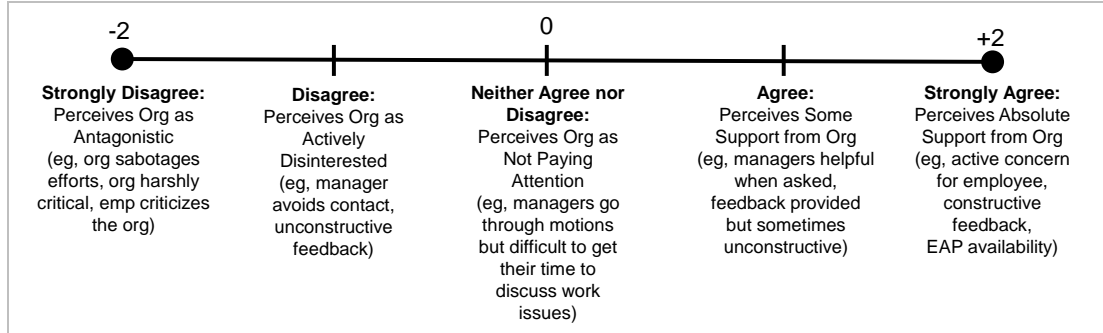 -2
0
+2
Strongly Disagree:
Perceives Org as
Antagonistic
(eg, org sabotages
efforts, org harshly
critical, emp criticizes
the org)
Disagree:
Perceives Org as
Actively
Disinterested
(eg, manager
avoids contact,
unconstructive
feedback)
Neither Agree nor
Disagree:
Perceives Org as
Not Paying
Attention
(eg, managers go
through motions
but difficult to get
their time to
discuss work
issues)
Agree:
Perceives Some
Support from Org
(eg, managers helpful
when asked,
feedback provided
but sometimes
unconstructive)
Strongly Agree:
Perceives Absolute
Support from Org
(eg, active concern
for employee,
constructive
feedback,
EAP availability)